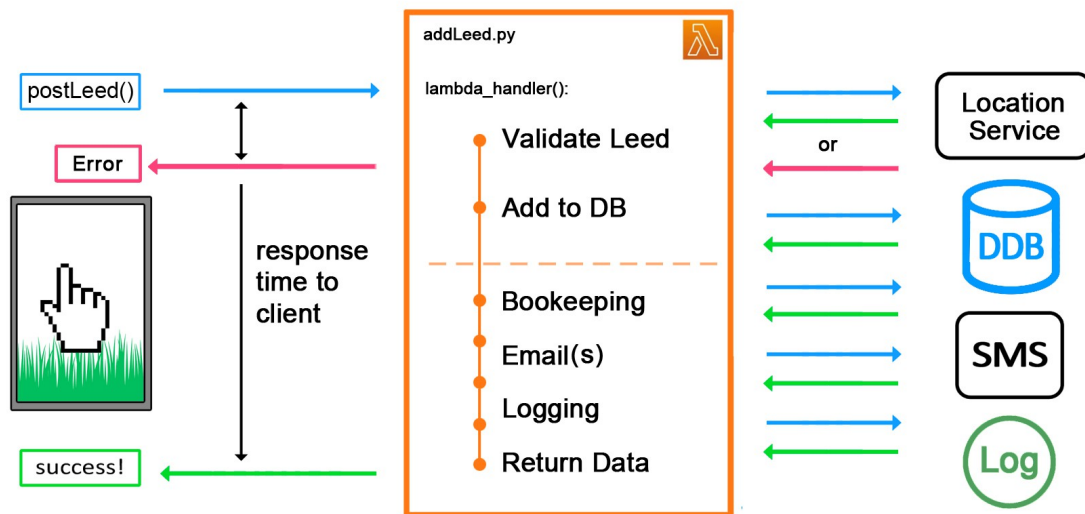 addLeed.py
lambda_handler():
postLeed()
Error
response
time to
client
success!
Validate Leed
Add to DB
Bookeeping
Email(s)
Logging
Return Data
or
Location
Service
DDB
SMS
Log